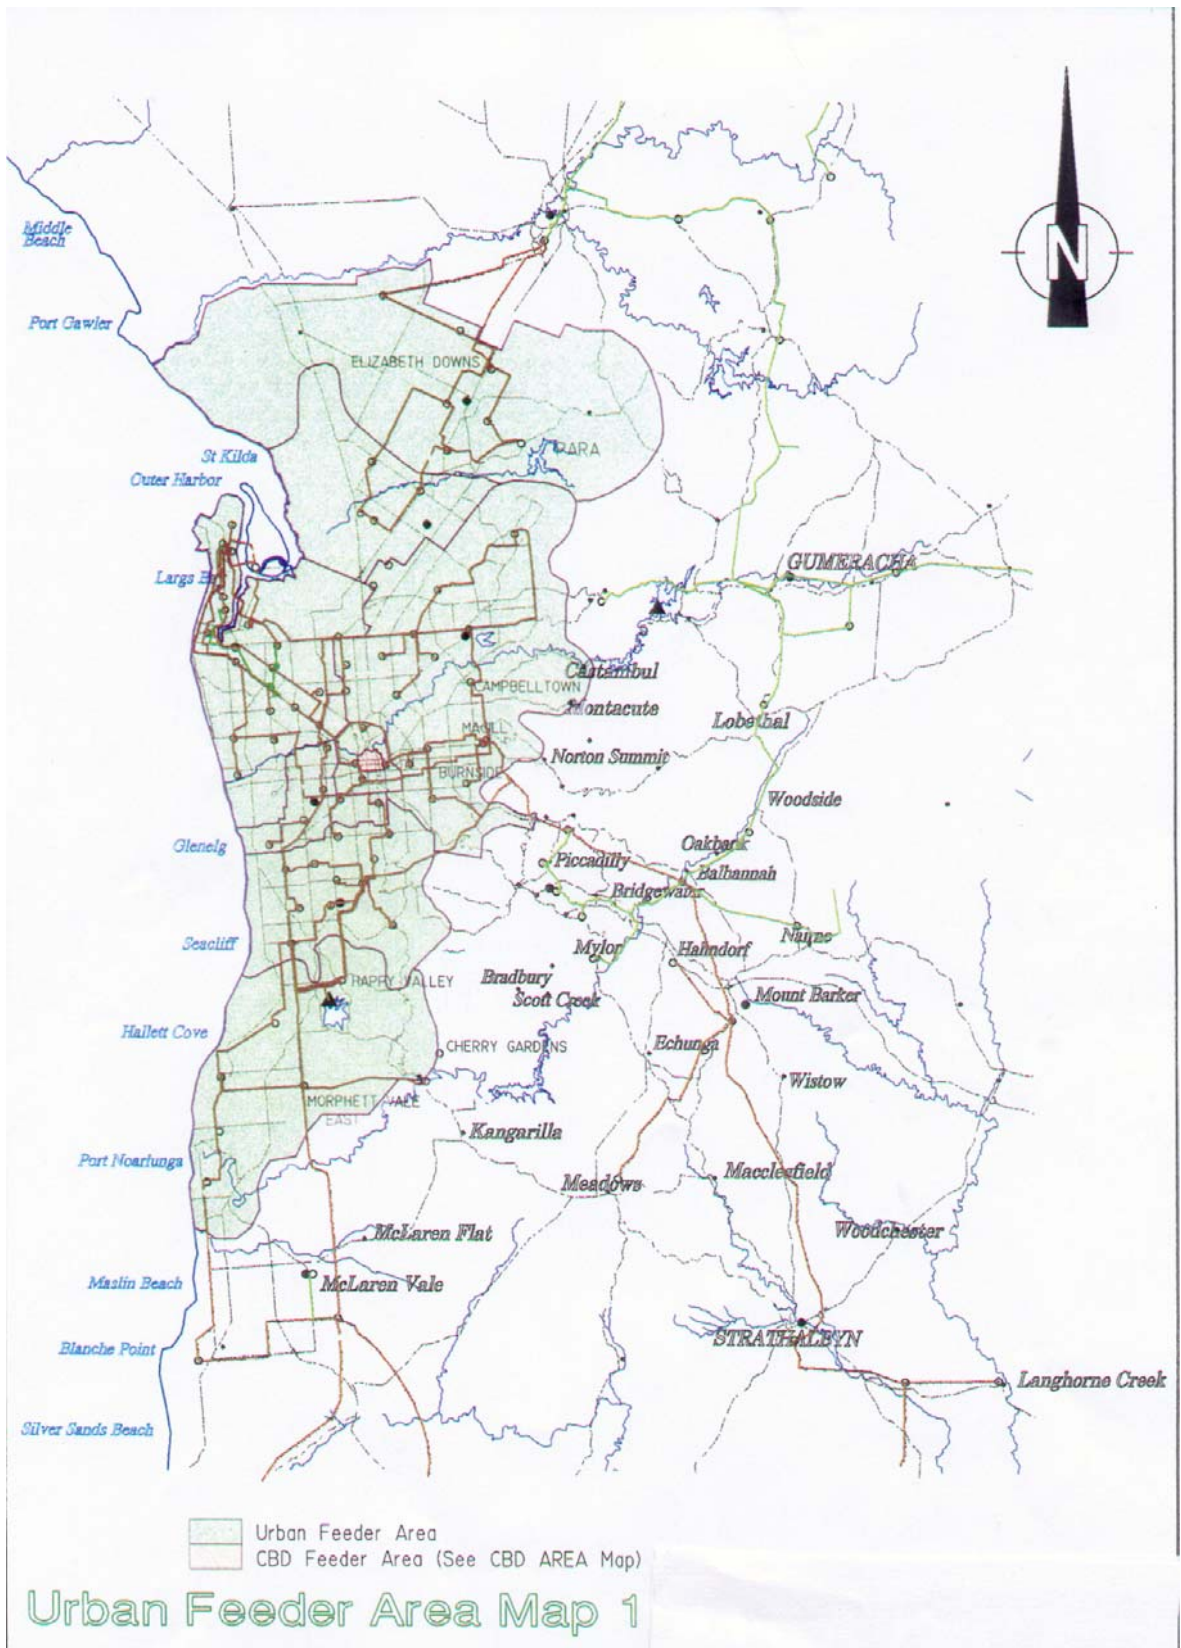 Middle
Beach
N
Port Gawler
ELIZABETH DOWNS
PARA
St Kilda
Outer Harbor
GUMERACHA
Castambul
CAMPBELLTOWN
Montacute
Lobethal
MAGILL
Norton Summit
BURNSIDE
Woodside
Glenelg
Oakbank
Piccadilly
Balhannah
Bridgewater
Nairne
Seacliff
Mylor
Hahndorf
Bradbury
HAPPY VALLEY
Scott Creek
Mount Barker
Hallett Cove
Echunga
CHERRY GARDENS
Wistow
MORPHETT VALE
EAST
Kangarilla
Port Noarlunga
Macclesfield
Meadows
McLaren Flat
Woodchester
Maslin Beach
McLaren Vale
STRATHALBYN
Blanche Point
Langhorne Creek
Silver Sands Beach
Urban Feeder Area
CBD Feeder Area (See CBD AREA Map)
Urban Feeder Area Map 1